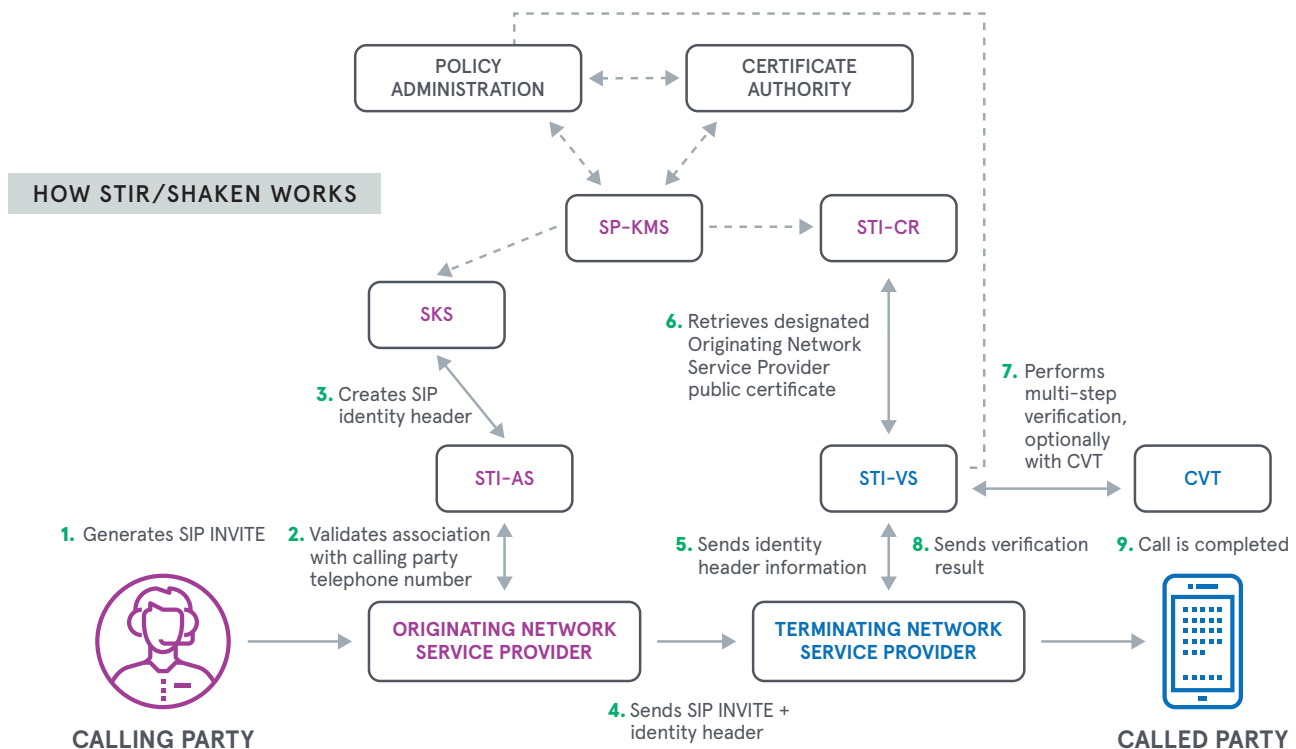 POLICY
ADMINISTRATION
CERTIFICATE
AUTHORITY
HOW STIR/SHAKEN WORKS
SP-KMS
STI-CR
SKS
6. Retrieves designated
Originating Network
Service Provider
public certificate
7. Performs
multi-step
verification,
optionally
with CVT
3. Creates SIP
identity header
STI-AS
STI-VS
CVT
1. Generates SIP INVITE
2. Validates association
with calling party
telephone number
5. Sends identity
header information
8. Sends verification
result
9. Call is completed
ORIGINATING NETWORK
SERVICE PROVIDER
TERMINATING NETWORK
SERVICE PROVIDER
4. Sends SIP INVITE +
identity header
CALLING PARTY
CALLED PARTY